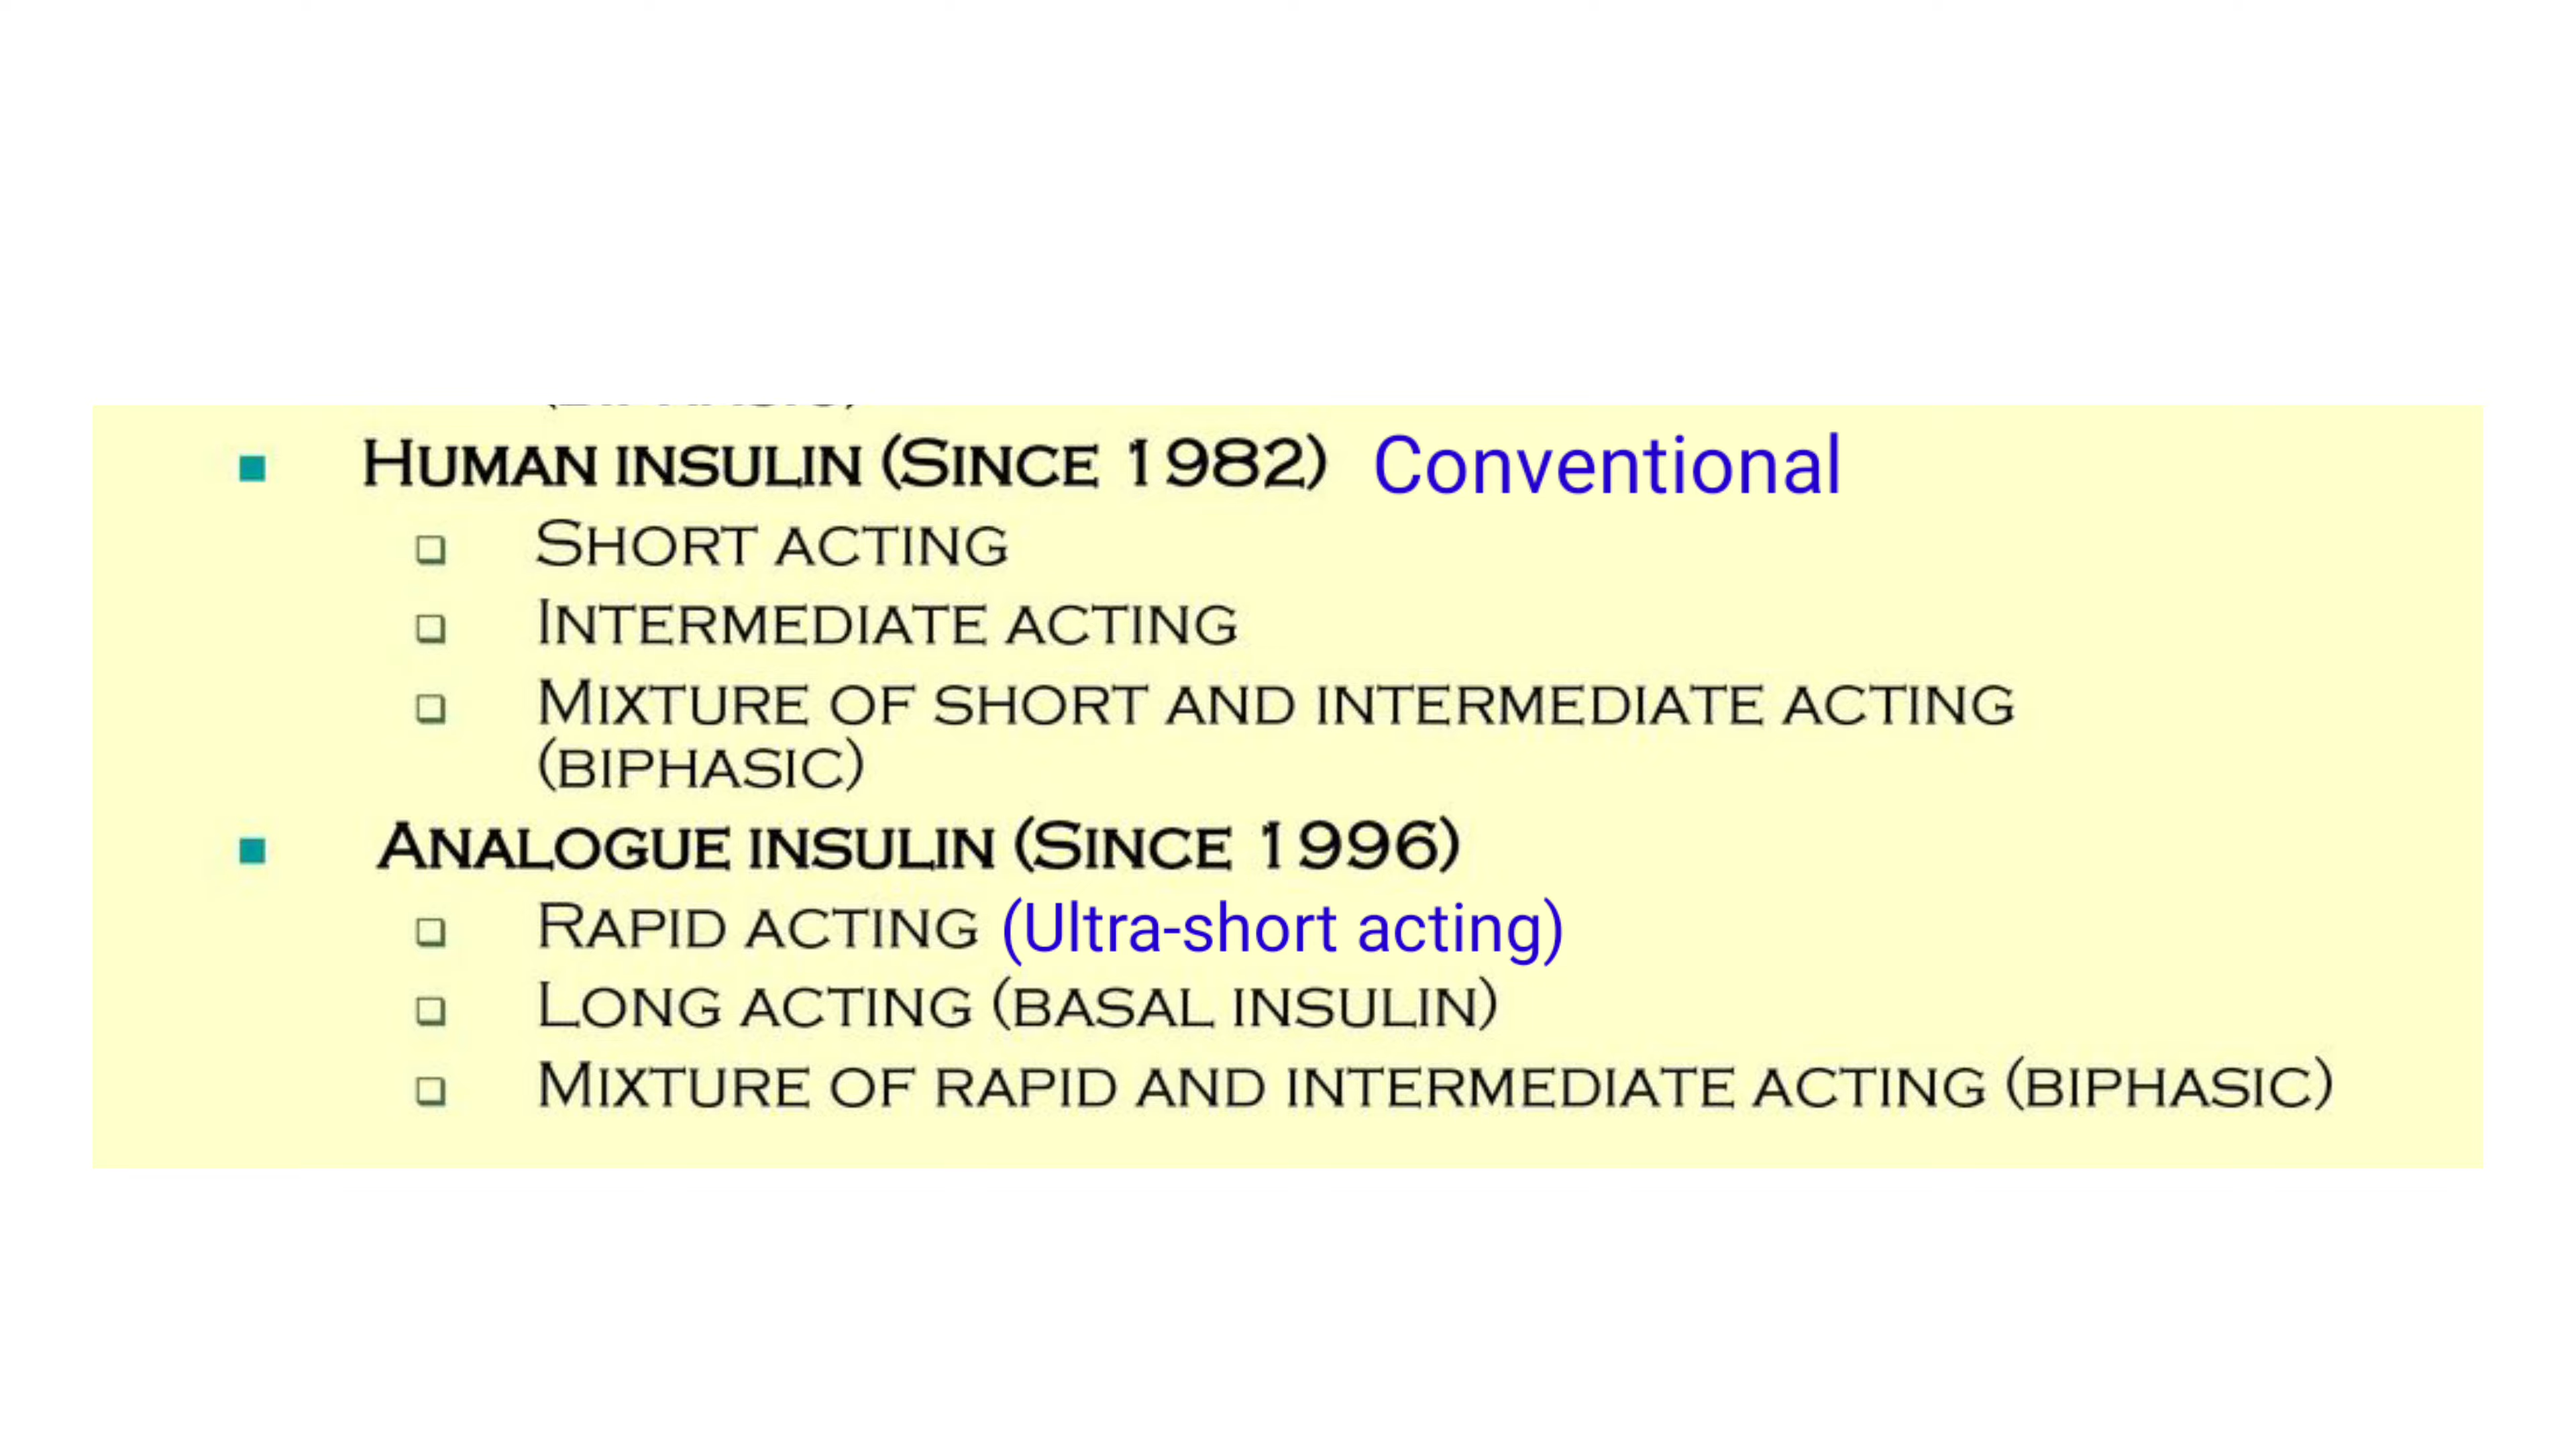 HUMAN INSULIN (SINCE 1982) Conventional
SHORT ACTING
INTERMEDIATE ACTING
MIXTURE OF SHORT AND INTERMEDIATE ACTING
(BIPHASIC)
ANALOGUE INSULIN (SINCE 1996)
RAPID ACTING (Ultra-short acting)
LONG ACTING (BASAL INSULIN)
MIXTURE OF RAPID AND INTERMEDIATE ACTING (BIPHASIC)